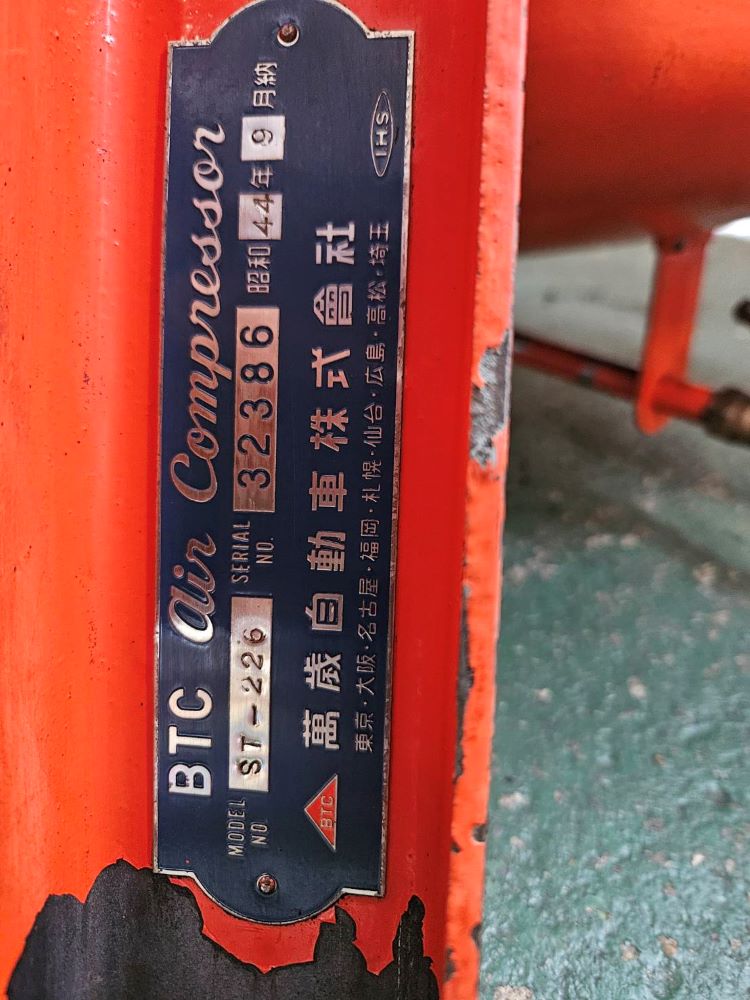 BTC Air Compressor
MODEL NO. ST-226 SERIAL NO. 32386 昭和44年9月納
BTC 萬歳自動車株式會社 IHS
東京・大阪・名古屋・福岡・札幌・仙台・広島・高松・埼玉